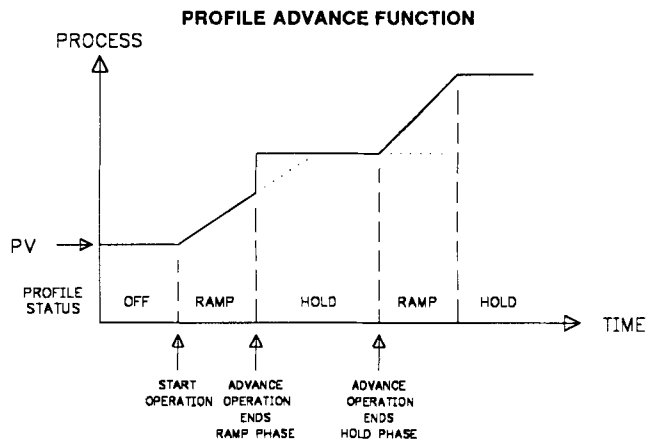 PROFILE ADVANCE FUNCTION
PROCESS
PV
PROFILE
STATUS
OFF
RAMP
HOLD
RAMP
HOLD
TIME
START
OPERATION
ADVANCE
OPERATION
ENDS
RAMP PHASE
ADVANCE
OPERATION
ENDS
HOLD PHASE